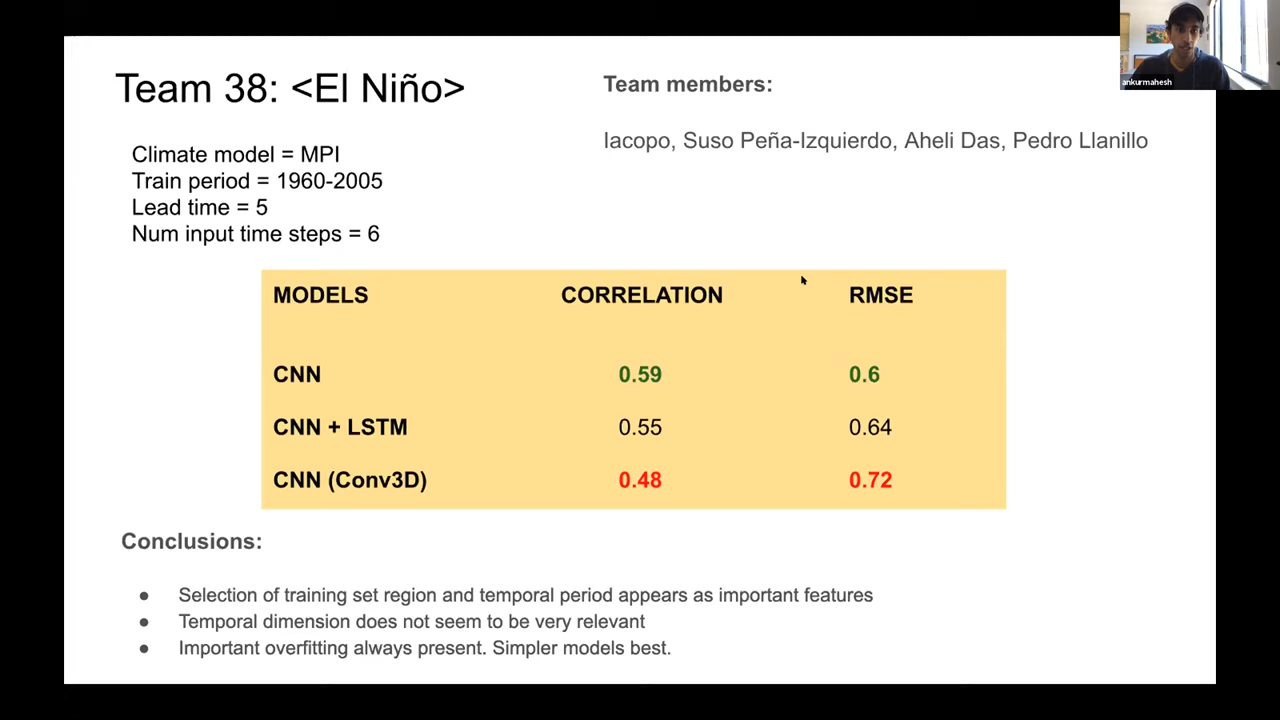 Team 38: <El Niño>
Team members:
Iacopo, Suso Peña-Izquierdo, Aheli Das, Pedro Llanillo
Climate model = MPI
Train period = 1960-2005
Lead time = 5
Num input time steps = 6
MODELS CORRELATION RMSE
CNN 0.59 0.6
CNN + LSTM 0.55 0.64
CNN (Conv3D) 0.48 0.72
Conclusions:
● Selection of training set region and temporal period appears as important features
● Temporal dimension does not seem to be very relevant
● Important overfitting always present. Simpler models best.
ankurmahesh